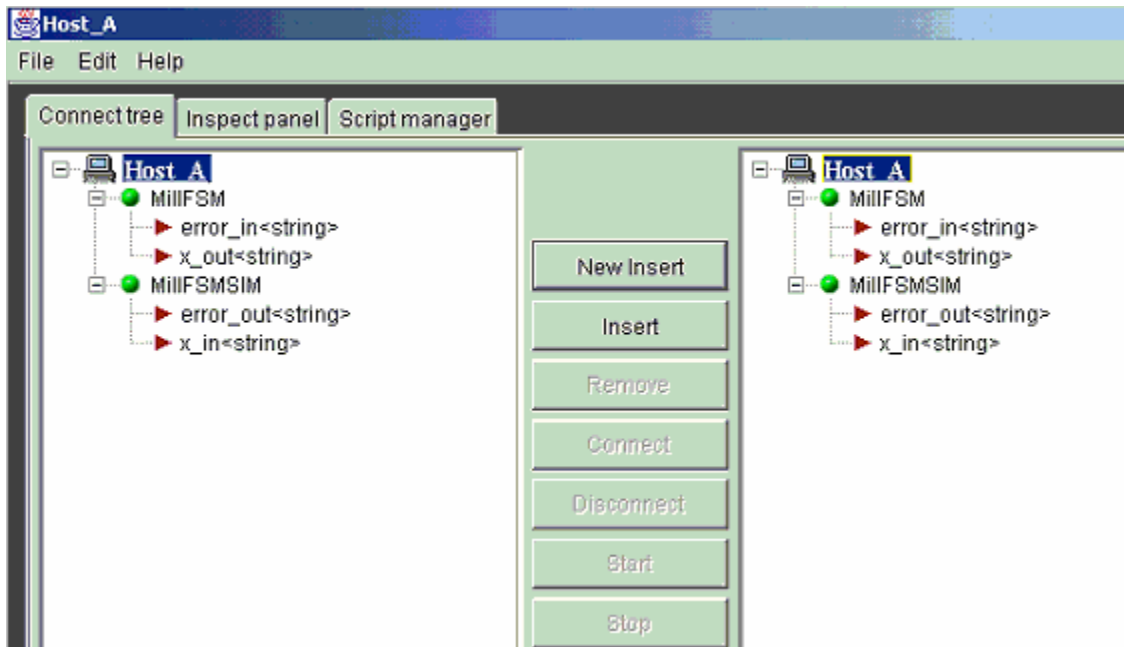 Host_A
File Edit Help
Connect tree Inspect panel Script manager
Host_A
MillFSM
error_in<string>
x_out<string>
MillFSMSIM
error_out<string>
x_in<string>
New Insert
Insert
Remove
Connect
Disconnect
Start
Stop
Host_A
MillFSM
error_in<string>
x_out<string>
MillFSMSIM
error_out<string>
x_in<string>